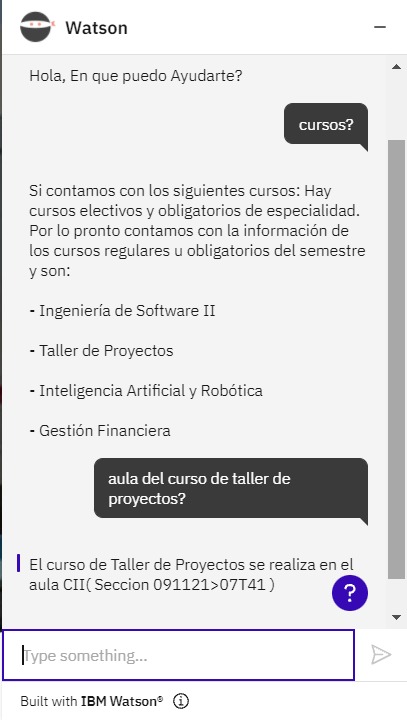 Watson
Hola, En que puedo Ayudarte?
cursos?
Si contamos con los siguientes cursos: Hay
cursos electivos y obligatorios de especialidad.
Por lo pronto contamos con la información de
los cursos regulares u obligatorios del semestre
y son:
- Ingeniería de Software II
- Taller de Proyectos
- Inteligencia Artificial y Robótica
- Gestión Financiera
aula del curso de taller de
proyectos?
El curso de Taller de Proyectos se realiza en el
aula CII( Seccion 091121>07T41 )
?
Type something...
Built with IBM Watson®